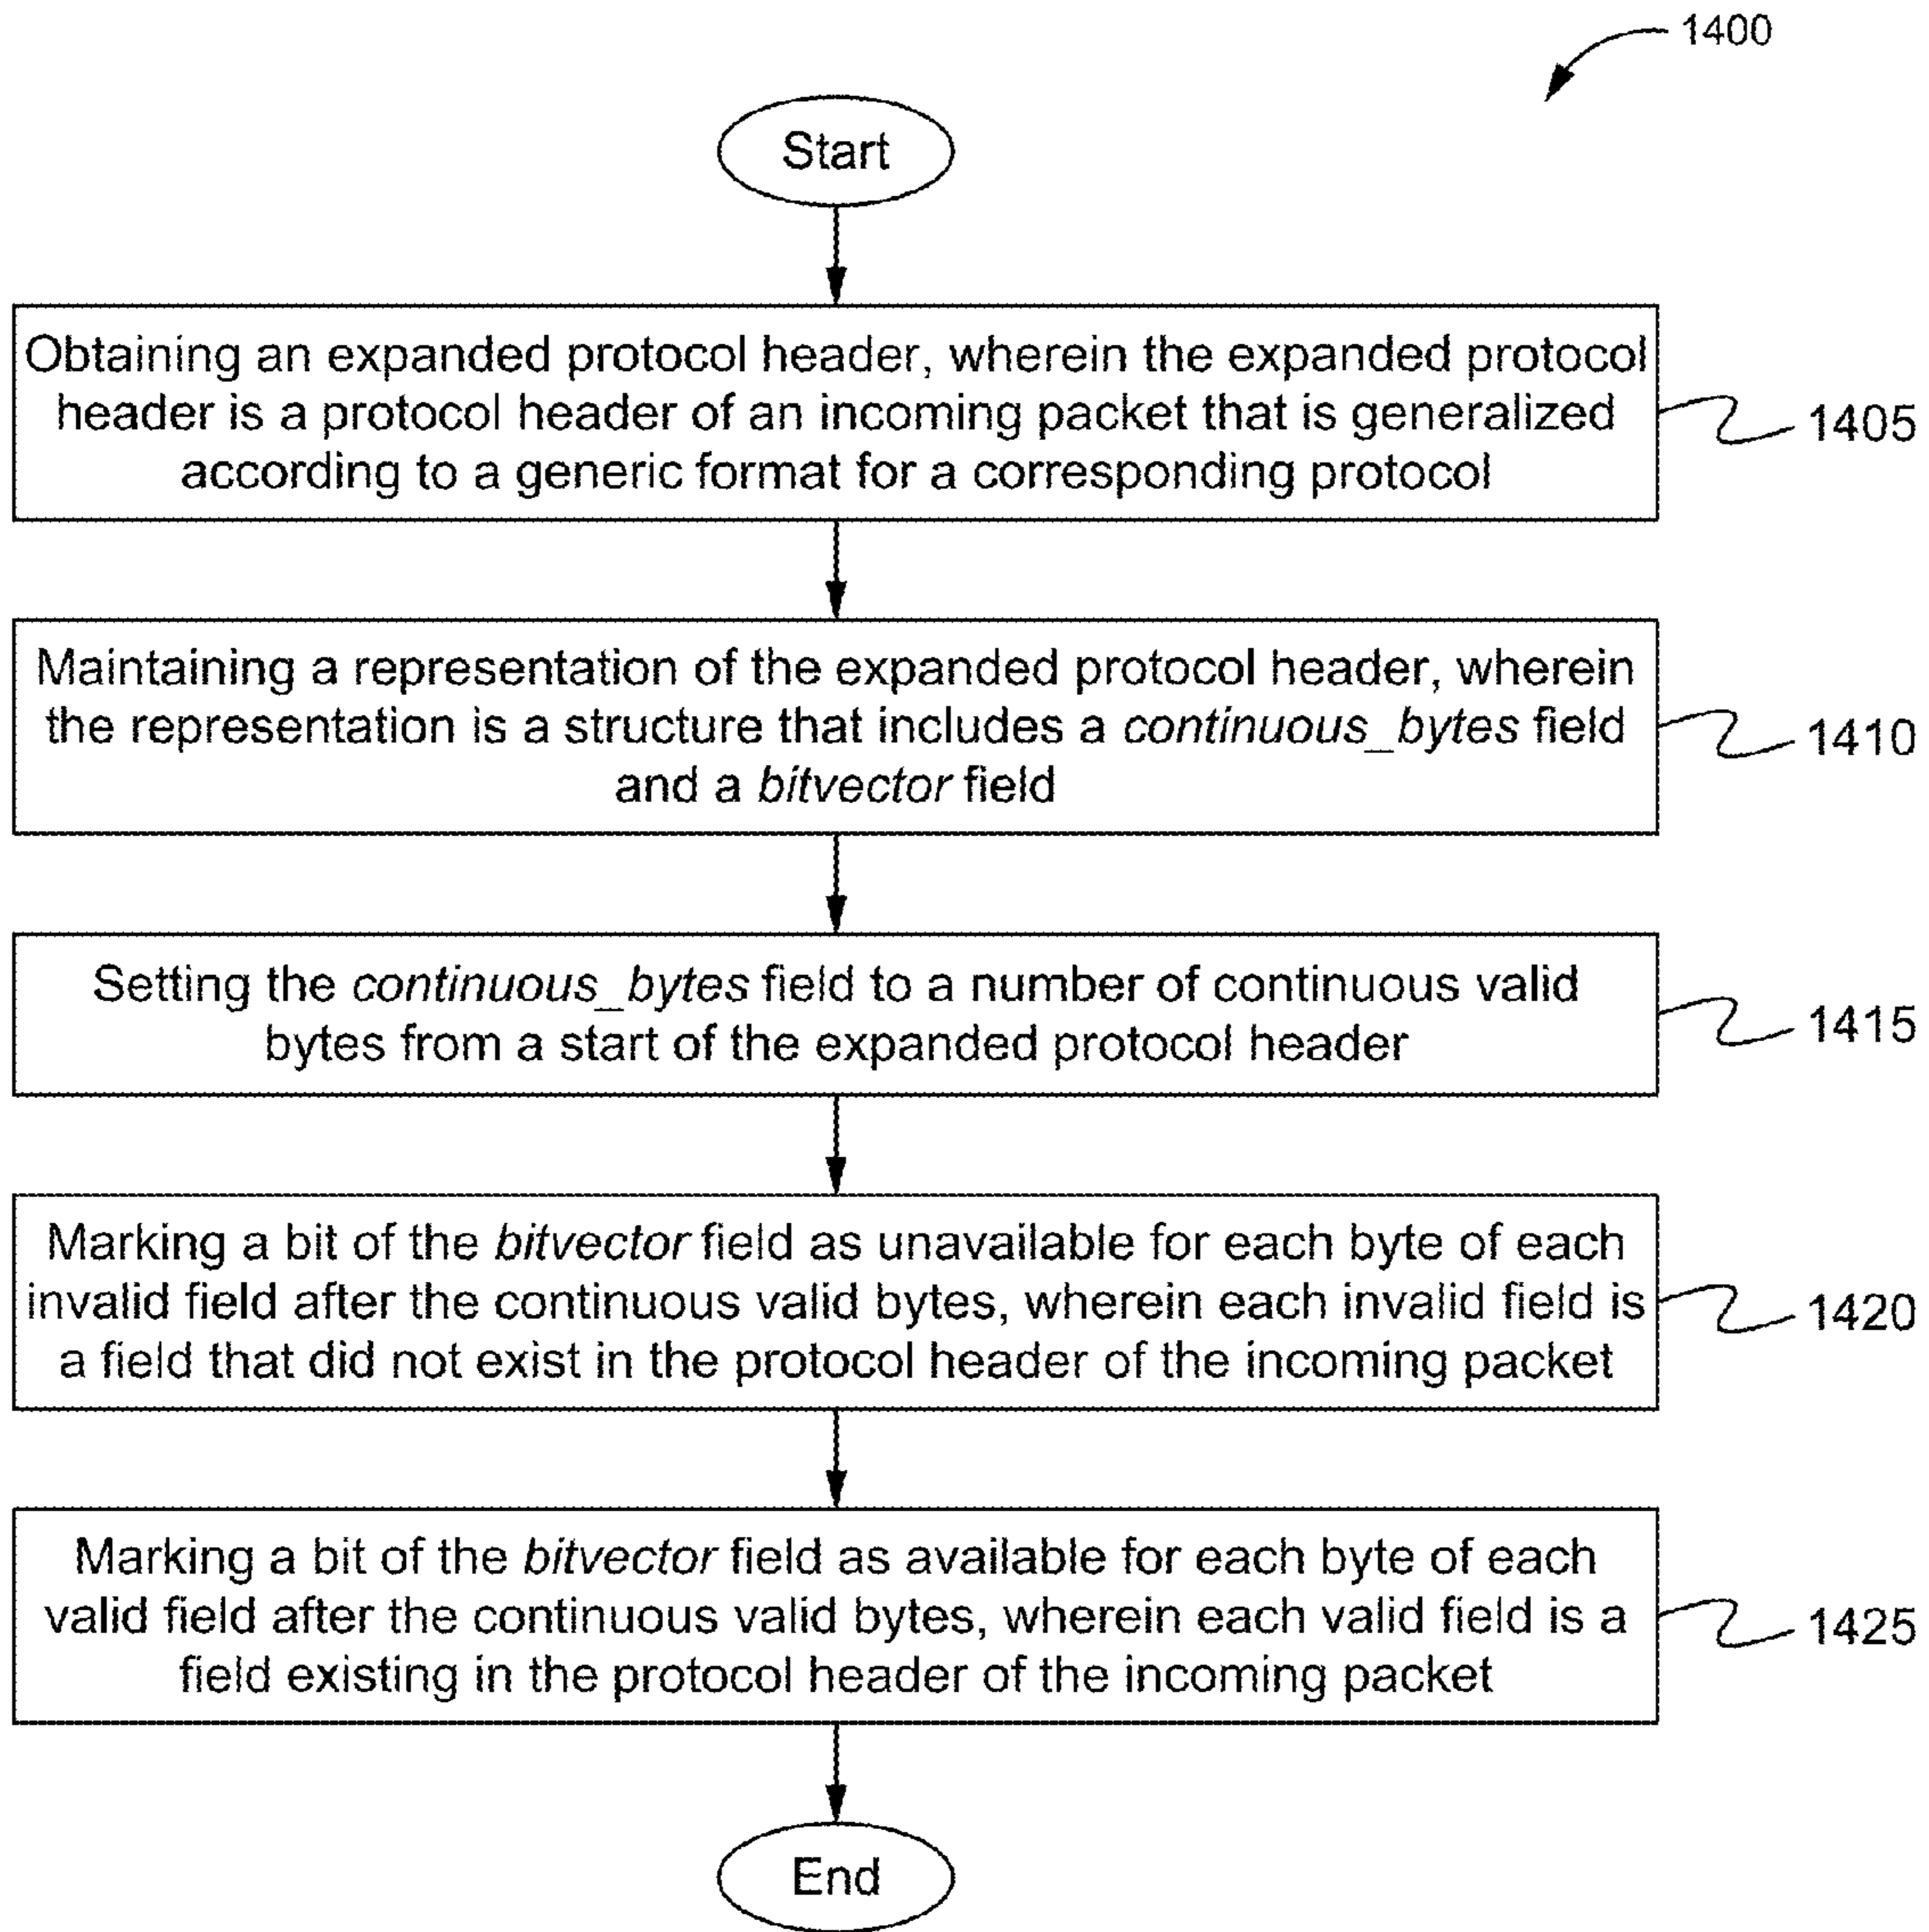 1400
Start
Obtaining an expanded protocol header, wherein the expanded protocol
header is a protocol header of an incoming packet that is generalized
according to a generic format for a corresponding protocol
1405
Maintaining a representation of the expanded protocol header, wherein
the representation is a structure that includes a continuous_bytes field
and a bitvector field
1410
Setting the continuous_bytes field to a number of continuous valid
bytes from a start of the expanded protocol header
1415
Marking a bit of the bitvector field as unavailable for each byte of each
invalid field after the continuous valid bytes, wherein each invalid field is
a field that did not exist in the protocol header of the incoming packet
1420
Marking a bit of the bitvector field as available for each byte of each
valid field after the continuous valid bytes, wherein each valid field is a
field existing in the protocol header of the incoming packet
1425
End